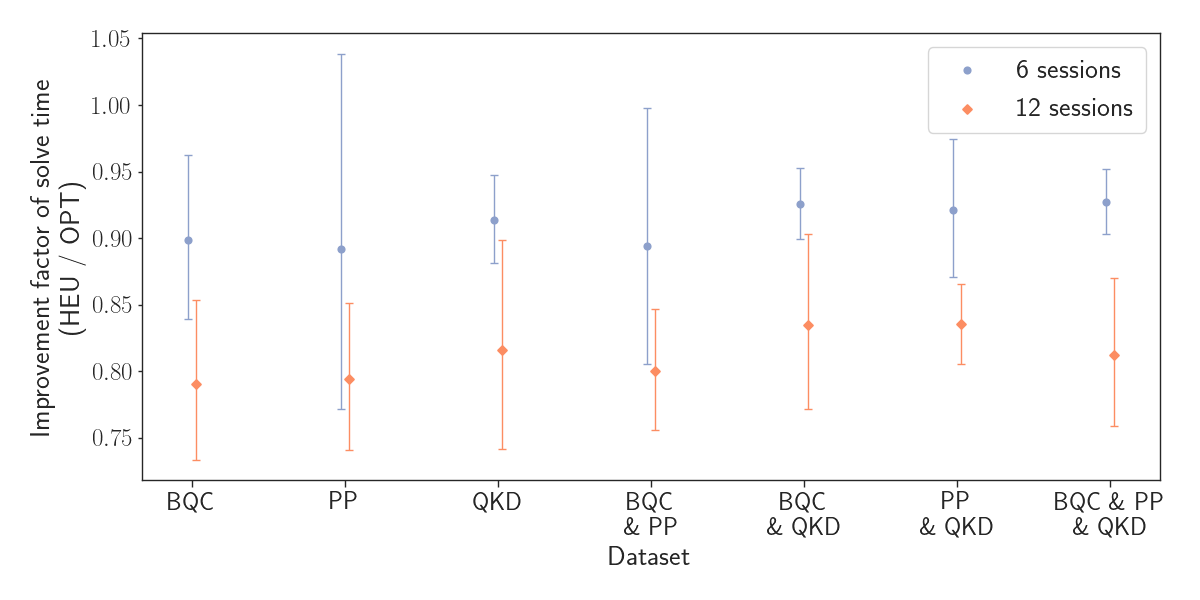 Improvement factor of solve time
(HEU / OPT)
1.05
1.00
0.95
0.90
0.85
0.80
0.75
6 sessions
12 sessions
BQC
PP
QKD
BQC
& PP
BQC
& QKD
PP
& QKD
BQC & PP
& QKD
Dataset